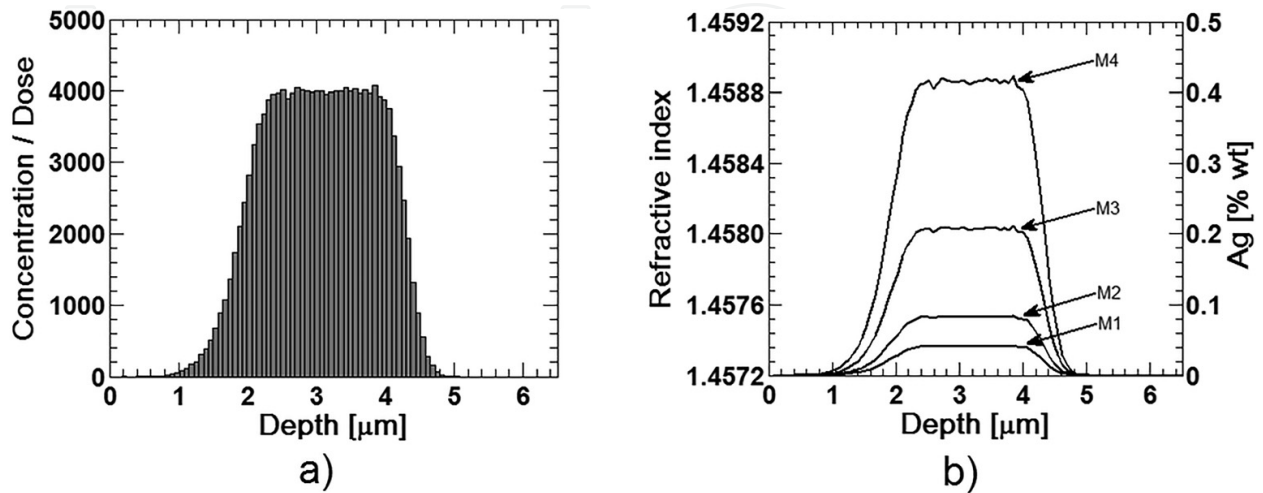 5000
4000
3000
2000
1000
0
Concentration / Dose
0 1 2 3 4 5 6
Depth [μm]
a)
1.4592
1.4588
1.4584
1.4580
1.4576
1.4572
Refractive index
M4
M3
M2
M1
0.5
0.4
0.3
0.2
0.1
0
Ag [% wt]
0 1 2 3 4 5 6
Depth [μm]
b)